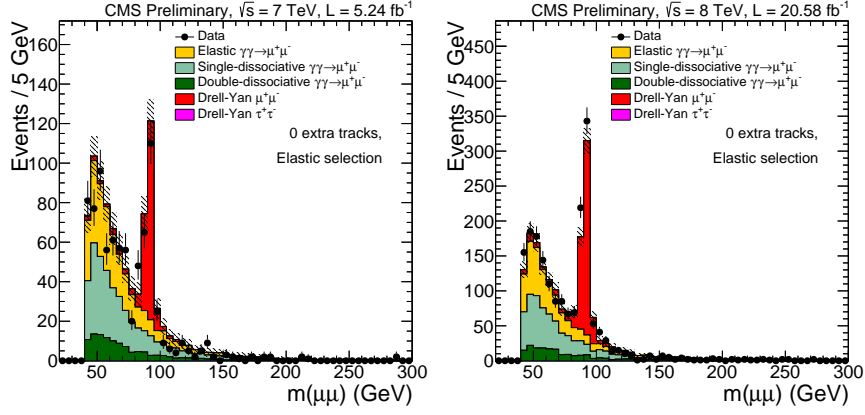 CMS Preliminary, √s = 7 TeV, L = 5.24 fb⁻¹
Events / 5 GeV
160
140
120
100
80
60
40
20
0
Data
Elastic γγ→μ⁺μ⁻
Single-dissociative γγ→μ⁺μ⁻
Double-dissociative γγ→μ⁺μ⁻
Drell-Yan μ⁺μ⁻
Drell-Yan τ⁺τ⁻
0 extra tracks,
Elastic selection
50 100 150 200 250 300
m(μμ) (GeV)
CMS Preliminary, √s = 8 TeV, L = 20.58 fb⁻¹
Events / 5 GeV
450
400
350
300
250
200
150
100
50
0
Data
Elastic γγ→μ⁺μ⁻
Single-dissociative γγ→μ⁺μ⁻
Double-dissociative γγ→μ⁺μ⁻
Drell-Yan μ⁺μ⁻
Drell-Yan τ⁺τ⁻
0 extra tracks,
Elastic selection
50 100 150 200 250 300
m(μμ) (GeV)